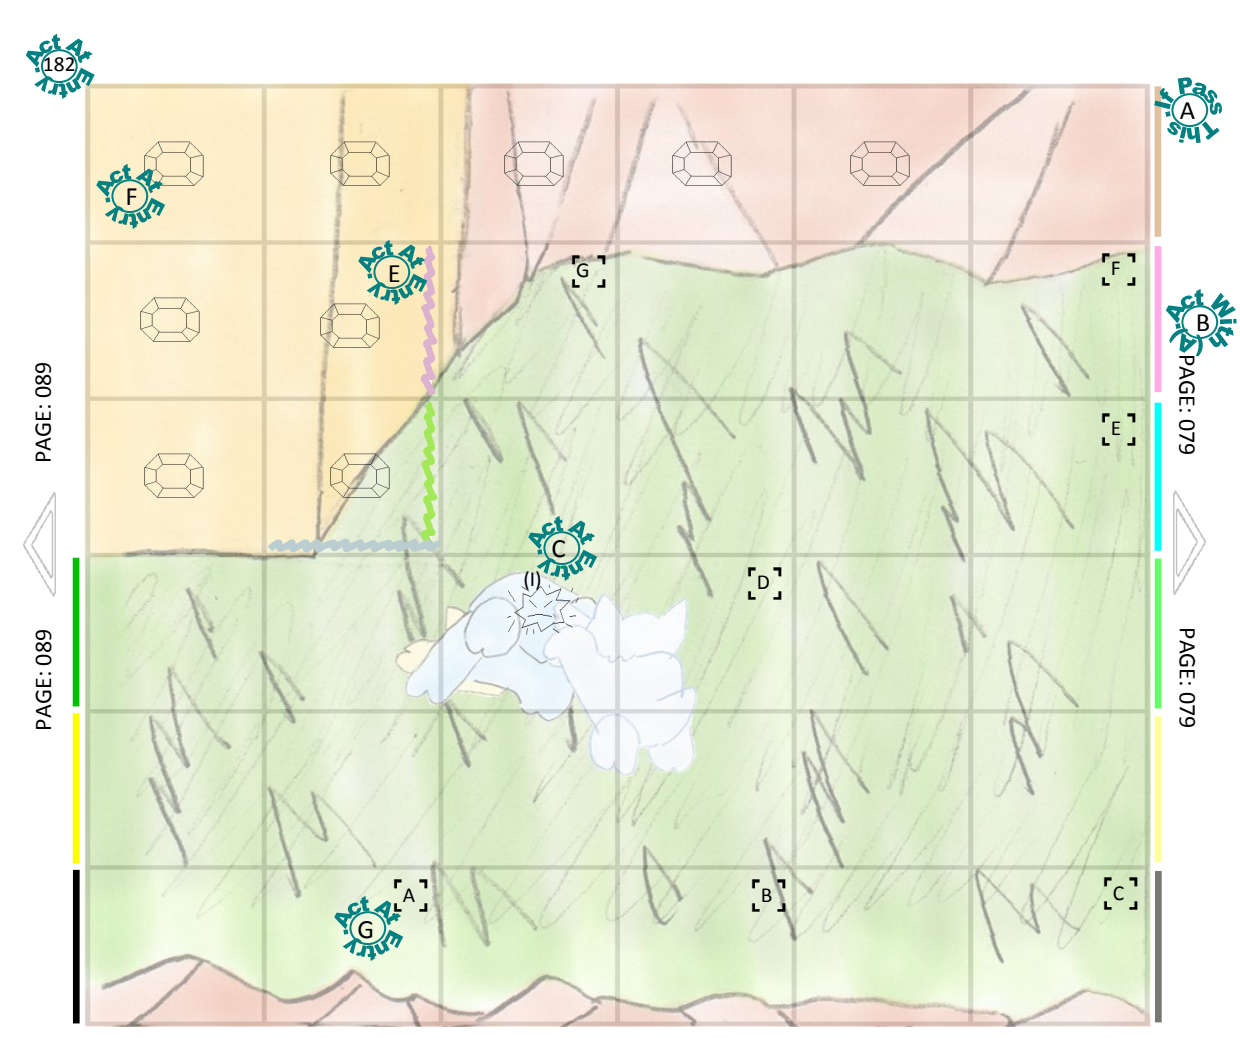 Act At Entry.
182
If Pass This..
A
Act At Entry.
F
Act At Entry.
E
G
F
Act With (A).
B
PAGE: 089
PAGE: 079
E
Act At Entry.
C
(I)
D
PAGE: 089
PAGE: 079
A
B
C
Act At Entry.
G